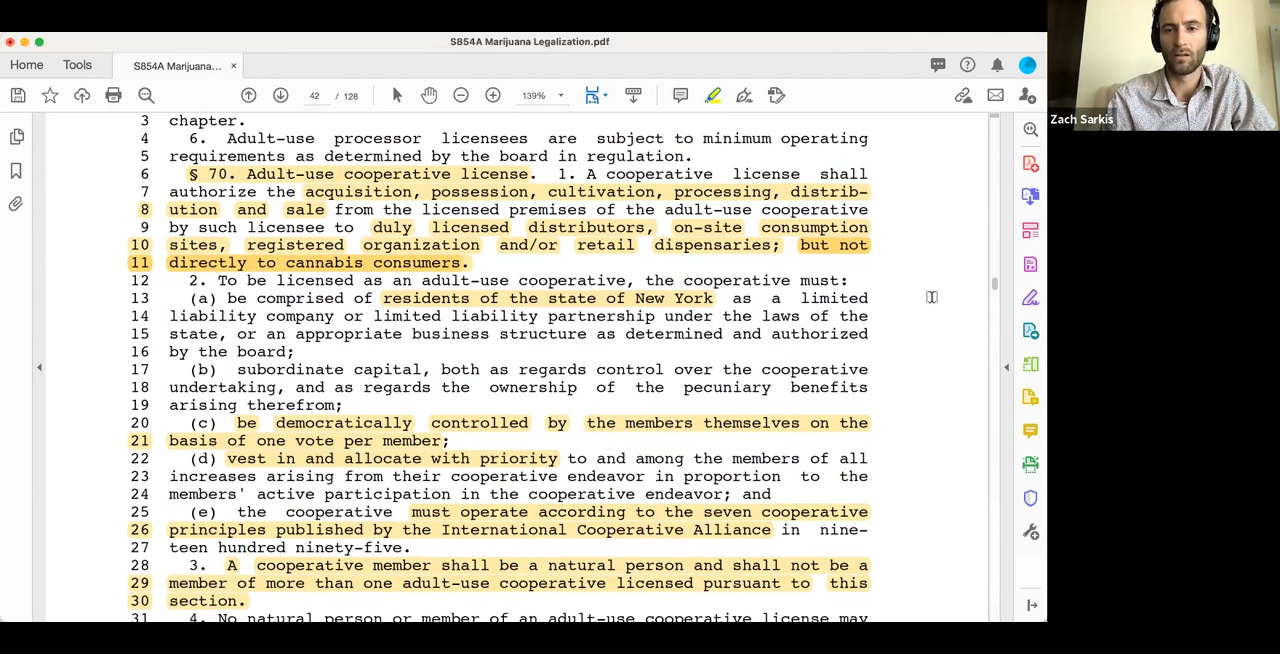 S854A Marijuana Legalization.pdf
Home Tools S854A Marijuana... ×
42 / 128 139%
Zach Sarkis
3 chapter.
4 6. Adult-use processor licensees are subject to minimum operating
5 requirements as determined by the board in regulation.
6 § 70. Adult-use cooperative license. 1. A cooperative license shall
7 authorize the acquisition, possession, cultivation, processing, distrib-
8 ution and sale from the licensed premises of the adult-use cooperative
9 by such licensee to duly licensed distributors, on-site consumption
10 sites, registered organization and/or retail dispensaries; but not
11 directly to cannabis consumers.
12 2. To be licensed as an adult-use cooperative, the cooperative must:
13 (a) be comprised of residents of the state of New York as a limited
14 liability company or limited liability partnership under the laws of the
15 state, or an appropriate business structure as determined and authorized
16 by the board;
17 (b) subordinate capital, both as regards control over the cooperative
18 undertaking, and as regards the ownership of the pecuniary benefits
19 arising therefrom;
20 (c) be democratically controlled by the members themselves on the
21 basis of one vote per member;
22 (d) vest in and allocate with priority to and among the members of all
23 increases arising from their cooperative endeavor in proportion to the
24 members' active participation in the cooperative endeavor; and
25 (e) the cooperative must operate according to the seven cooperative
26 principles published by the International Cooperative Alliance in nine-
27 teen hundred ninety-five.
28 3. A cooperative member shall be a natural person and shall not be a
29 member of more than one adult-use cooperative licensed pursuant to this
30 section.
31 4. No natural person or member of an adult-use cooperative license may